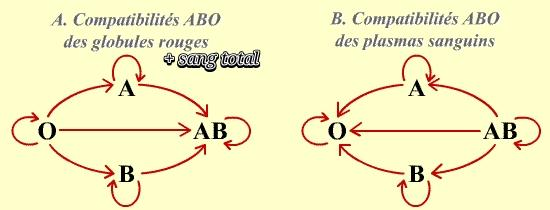 A. Compatibilités ABO
des globules rouges
+ sang total
A
O
AB
B
B. Compatibilités ABO
des plasmas sanguins
A
O
AB
B